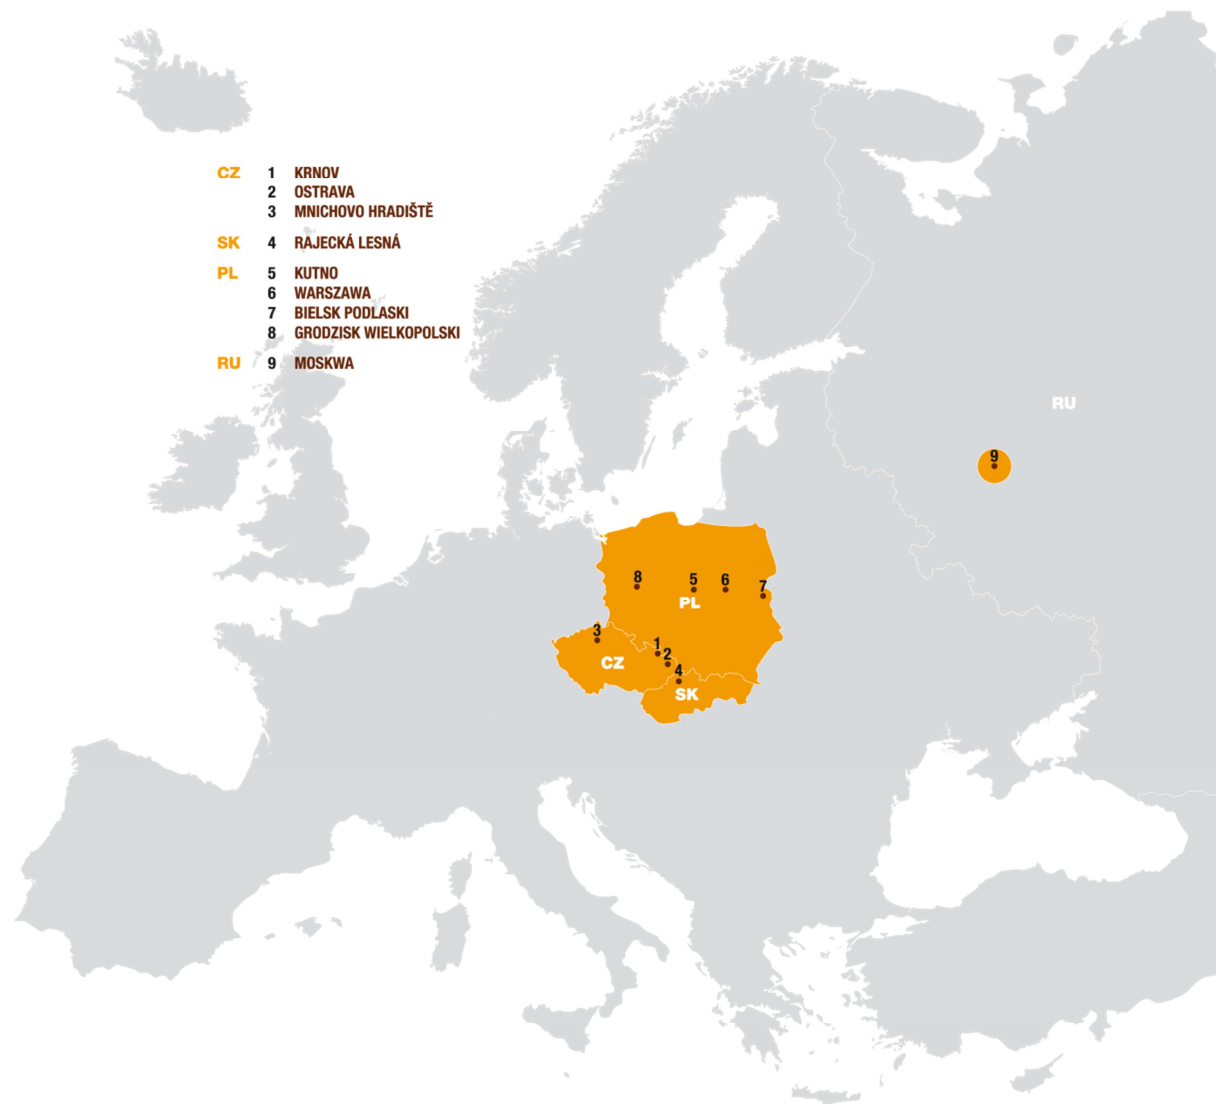 CZ 1 KRNOV
2 OSTRAVA
3 MNICHOVO HRADIŠTĚ
SK 4 RAJECKÁ LESNÁ
PL 5 KUTNO
6 WARSZAWA
7 BIELSK PODLASKI
8 GRODZISK WIELKOPOLSKI
RU 9 MOSKWA
RU
9
8 5 6 7
PL
3 1
CZ 2
4
SK